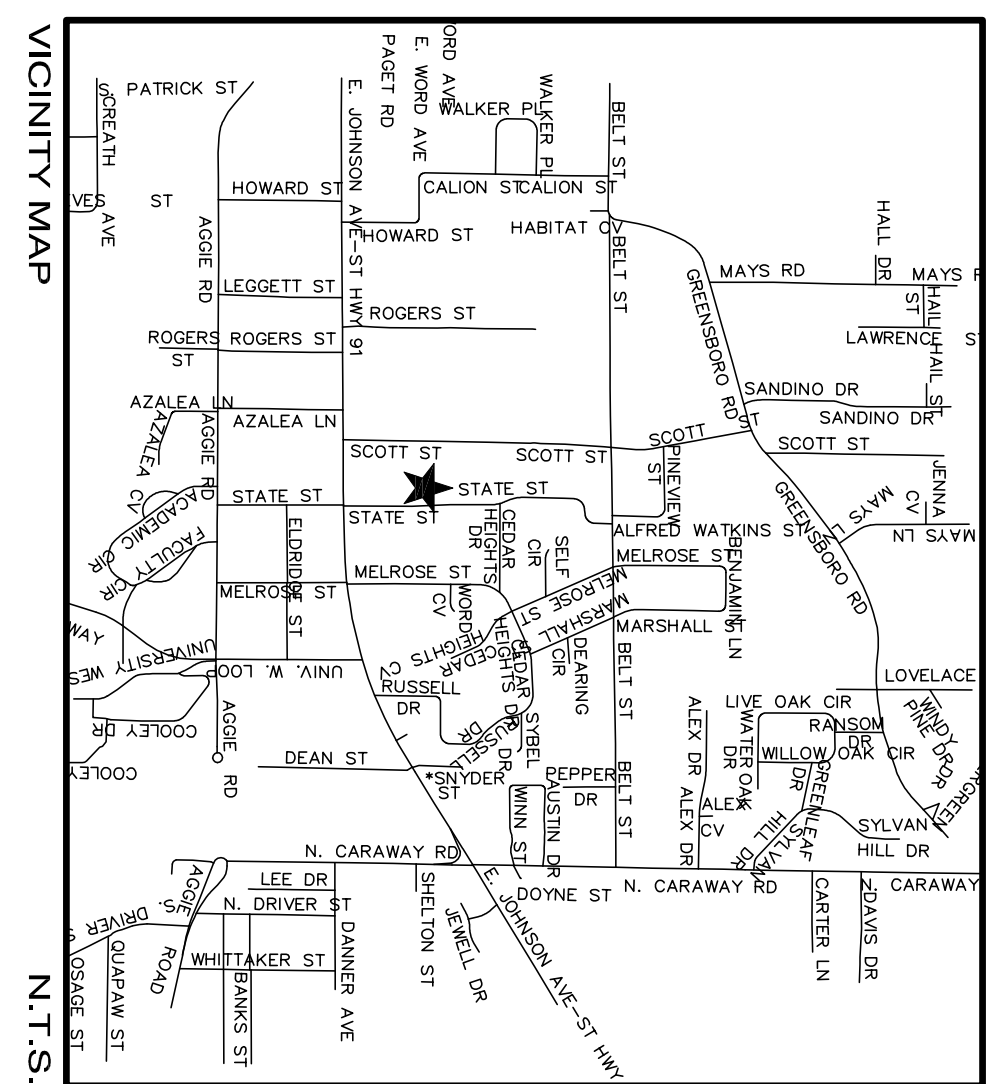 VICINITY MAP
N.T.S.
S. CREATH AVE
PATRICK ST
E. JOHNSON AVE-ST HWY 91
PAGET RD
E. WORD AVE
ORD AVE
WALKER PL
WALKER PL
BELT ST
VES ST
HOWARD ST
CALION ST
CALION ST
AGGIE RD
HOWARD ST
HABITAT C
BELT ST
HALL DR
LEGGETT ST
GREENSBORO RD
MAYS RD
MAYS R
HAIL ST
ROGERS ST
ROGERS ST
ROGERS ST
LAWRENCE ST
HAIL ST
AZALEA LN
AZALEA LN
AZALEA CV
AGGIE RD
SANDINO DR
SANDINO DR
SCOTT ST
SCOTT ST
SCOTT ST
SCOTT ST
PINEVIEW ST
JENNA CV
STATE ST
STATE ST
STATE ST
ACADEMIC CIR
FACULTY CIR
ELDRIDGE ST
CEDAR HEIGHTS DR
ALFRED WATKINS ST
GREENSBORO RD
MAYS LN
MAYS LN
SELF CIR
MELROSE ST
MELROSE ST
MELROSE ST
MELROSE ST
BENJAMIN LN
WORD CV
MARSHALL ST
MARSHALL ST
CEDAR HEIGHTS CV
CEDAR HEIGHTS DR
DEARING CIR
WAY
UNIVERSITY
WES
UNIV. W. LOOP
BELT ST
LOVELACE
RUSSELL DR
RUSSELL DR
SYBEL
COOLEY DR
COOLEY
AGGIE RD
ALEX DR
LIVE OAK CIR
WATER OAK DR
RANSOM DR
WILLOW OAK CIR
WINDY PINE DR
DR
RGREEN
LN
DEAN ST
*SNYDER ST
PEPPER DR
BELT ST
WINN ST
AUSTIN DR
ALEX DR
ALEX CV
GREENLEAF DR
SYLVAN HILL DR
SYLVAN HILL DR
N. CARAWAY RD
N. CARAWAY RD
N. CARAWAY
DOYNE ST
LEE DR
AGGIE ROAD
S. DRIVER S
N. DRIVER ST
SHELTON ST
JEWELL DR
E. JOHNSON AVE-ST HWY
CARTER LN
DAVIS DR
OSAGE ST
QUAPAW ST
WHITTAKER ST
BANKS ST
DANNER AVE